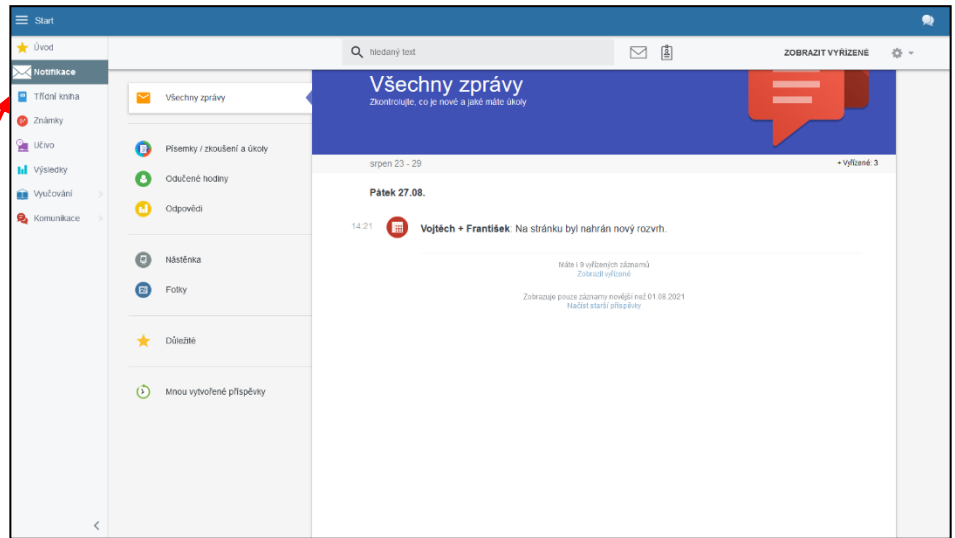 Start
Úvod
Notifikace
Třídní kniha
Známky
Učivo
Výsledky
Vyučování
Komunikace
hledaný text
ZOBRAZIT VYŘÍZENÉ
Všechny zprávy
Písemky / zkoušení a úkoly
Odučené hodiny
Odpovědi
Nástěnka
Fotky
Důležité
Mnou vytvořené příspěvky
Všechny zprávy
Zkontrolujte, co je nové a jaké máte úkoly
srpen 23 - 29
+ Vyřízené: 3
Pátek 27.08.
14:21 Vojtěch + František: Na stránku byl nahrán nový rozvrh.
Máte i 9 vyřízených záznamů
Zobrazit vyřízené
Zobrazuje pouze záznamy novější než 01.08.2021
Načíst starší příspěvky